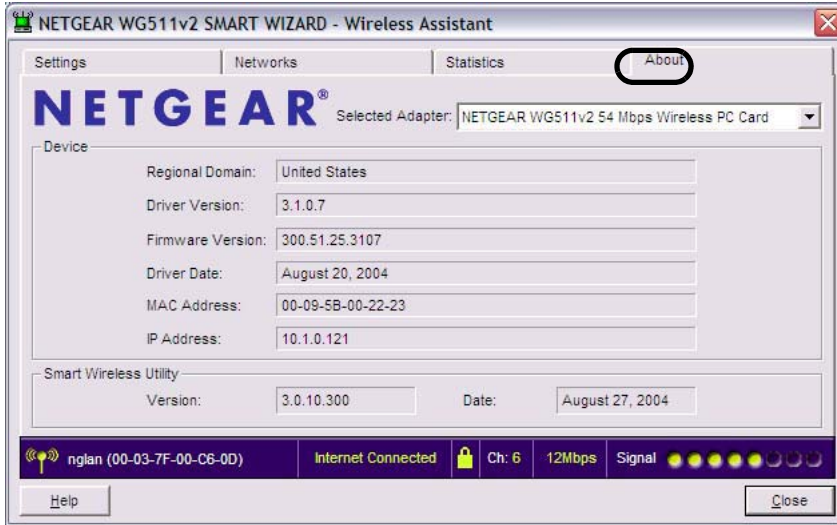 NETGEAR WG511v2 SMART WIZARD - Wireless Assistant
Settings Networks Statistics About
NETGEAR® Selected Adapter: NETGEAR WG511v2 54 Mbps Wireless PC Card
Device
Regional Domain: United States
Driver Version: 3.1.0.7
Firmware Version: 300.51.25.3107
Driver Date: August 20, 2004
MAC Address: 00-09-5B-00-22-23
IP Address: 10.1.0.121
Smart Wireless Utility
Version: 3.0.10.300 Date: August 27, 2004
nglan (00-03-7F-00-C6-0D) Internet Connected Ch: 6 12Mbps Signal
Help Close